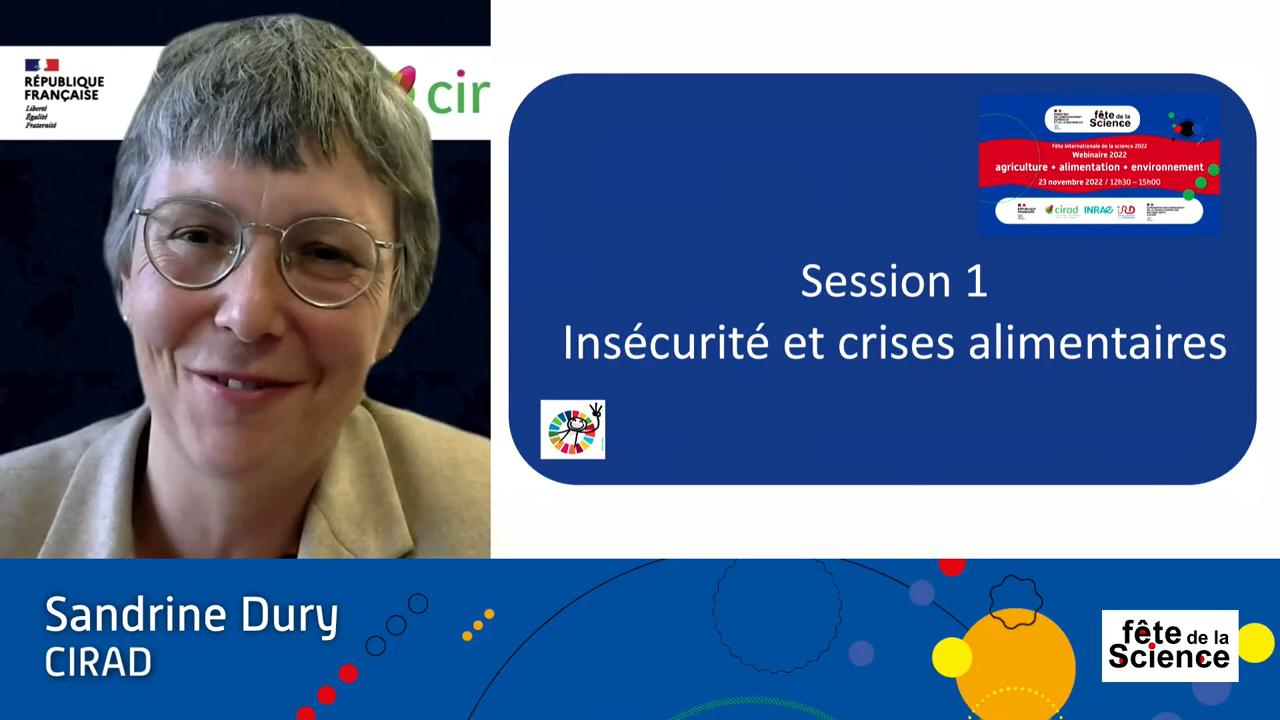 RÉPUBLIQUE
FRANÇAISE
Liberté
Égalité
Fraternité
cir
fête de la
Science
Fête internationale de la science 2022
Webinaire 2022
agriculture • alimentation • environnement
23 novembre 2022 / 12h30 – 15h00
cirad
INRAE
IRD
Session 1
Insécurité et crises alimentaires
Sandrine Dury
CIRAD
fête de la
Science